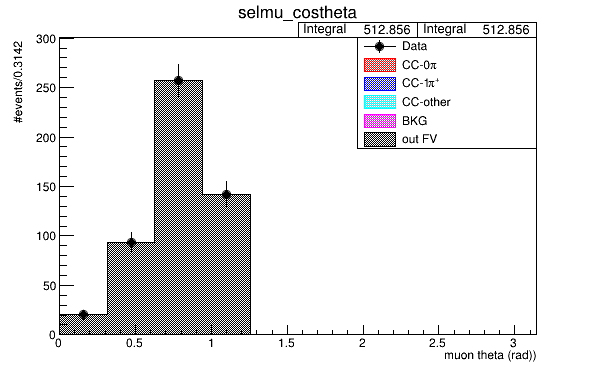 selmu_costheta
Integral 512.856 Integral 512.856
#events/0.3142
300
250
200
150
100
50
0
Data
CC-0π
CC-1π⁺
CC-other
BKG
out FV
0 0.5 1 1.5 2 2.5 3
muon theta (rad))